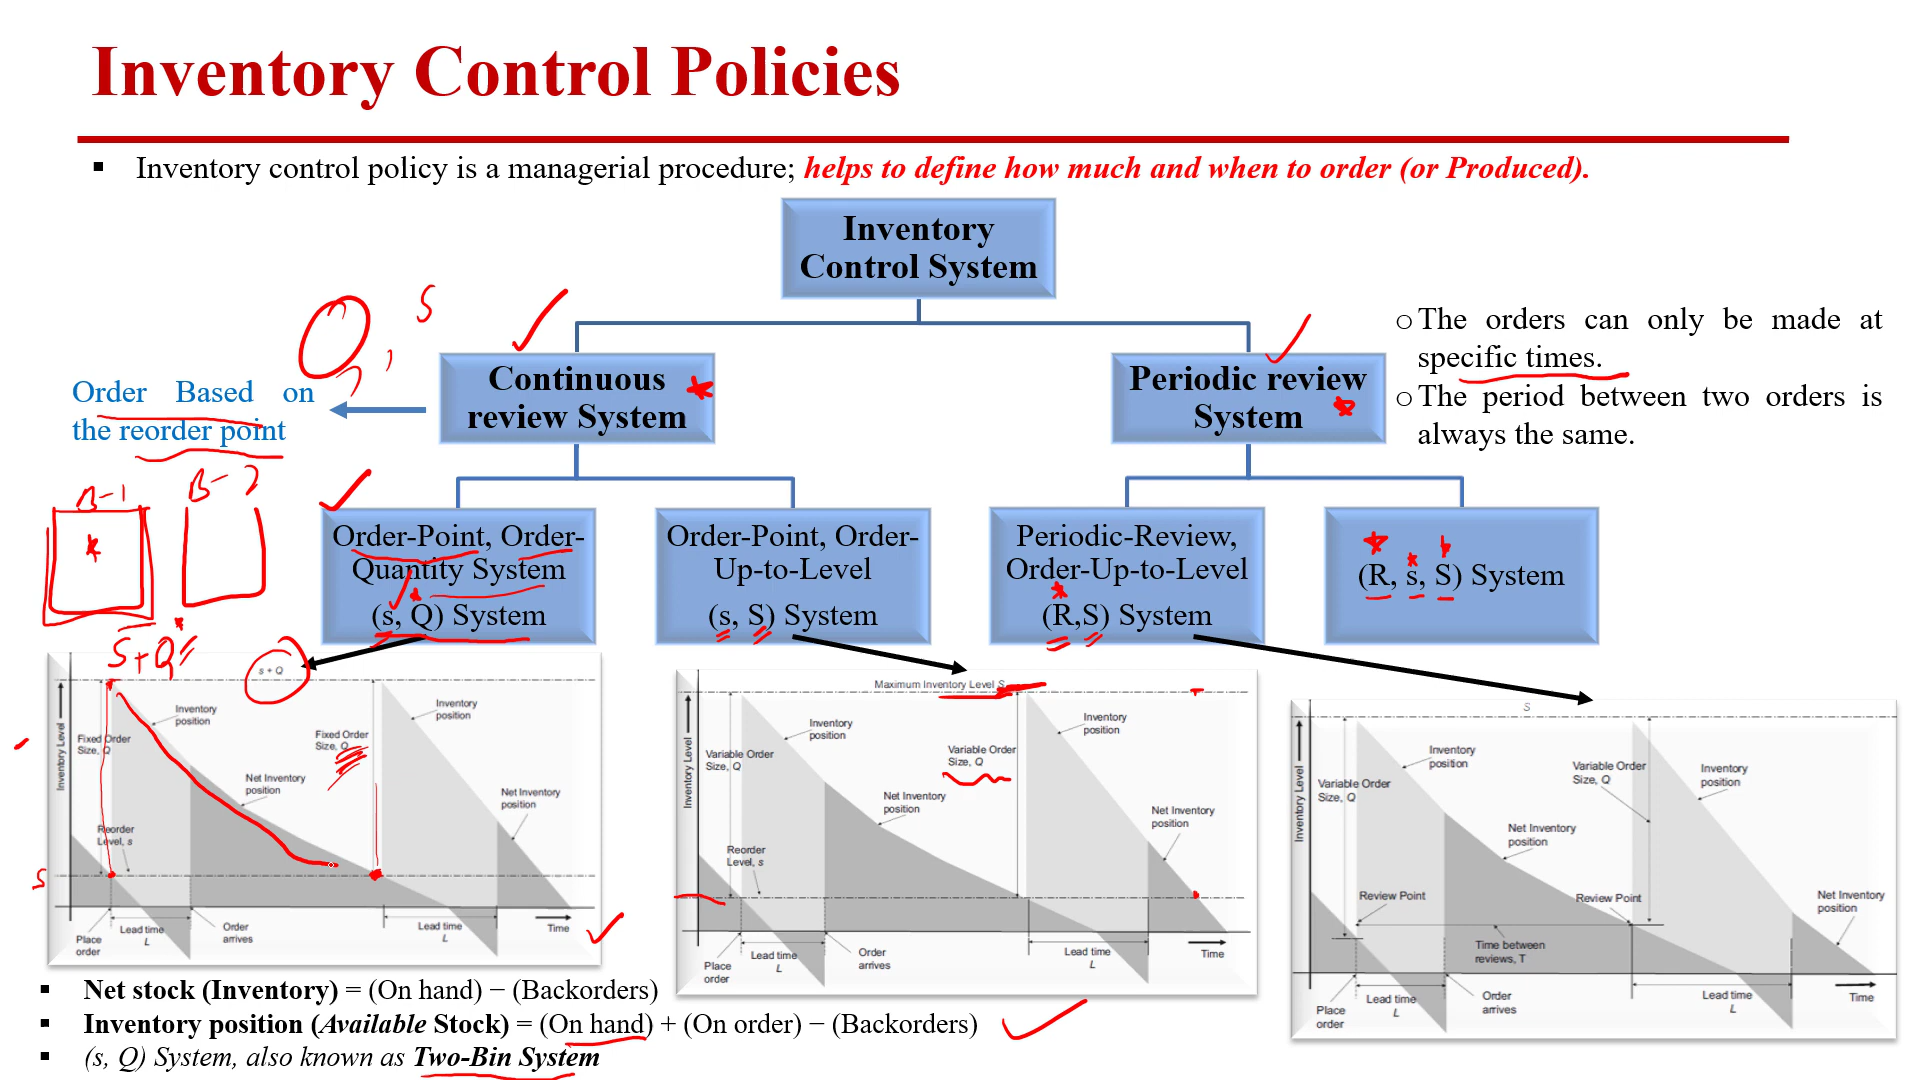 Inventory Control Policies
▪ Inventory control policy is a managerial procedure; helps to define how much and when to order (or Produced).
Inventory
Control System
Continuous
review System
Periodic review
System
Order Based on
the reorder point
o The orders can only be made at
specific times.
o The period between two orders is
always the same.
S
B-1
B-2
Order-Point, Order-
Quantity System
(s, Q) System
Order-Point, Order-
Up-to-Level
(s, S) System
Periodic-Review,
Order-Up-to-Level
(R,S) System
(R, s, S) System
S+Q
s + Q
Inventory Level
Fixed Order
Size, Q
Inventory
position
Net Inventory
position
Reorder
Level, s
Fixed Order
Size, Q
Inventory
position
Net Inventory
position
S
Place
order
Lead time
L
Order
arrives
Lead time
L
Time
Maximum Inventory Level S
Inventory Level
Variable Order
Size, Q
Inventory
position
Net Inventory
position
Reorder
Level, s
Variable Order
Size, Q
Inventory
position
Net Inventory
position
Place
order
Lead time
L
Order
arrives
Lead time
L
Time
S
Inventory Level
Variable Order
Size, Q
Inventory
position
Net Inventory
position
Variable Order
Size, Q
Inventory
position
Net Inventory
position
Review Point
Review Point
Time between
reviews, T
Place
order
Lead time
L
Order
arrives
Lead time
L
Time
▪ Net stock (Inventory) = (On hand) − (Backorders)
▪ Inventory position (Available Stock) = (On hand) + (On order) − (Backorders)
▪ (s, Q) System, also known as Two-Bin System